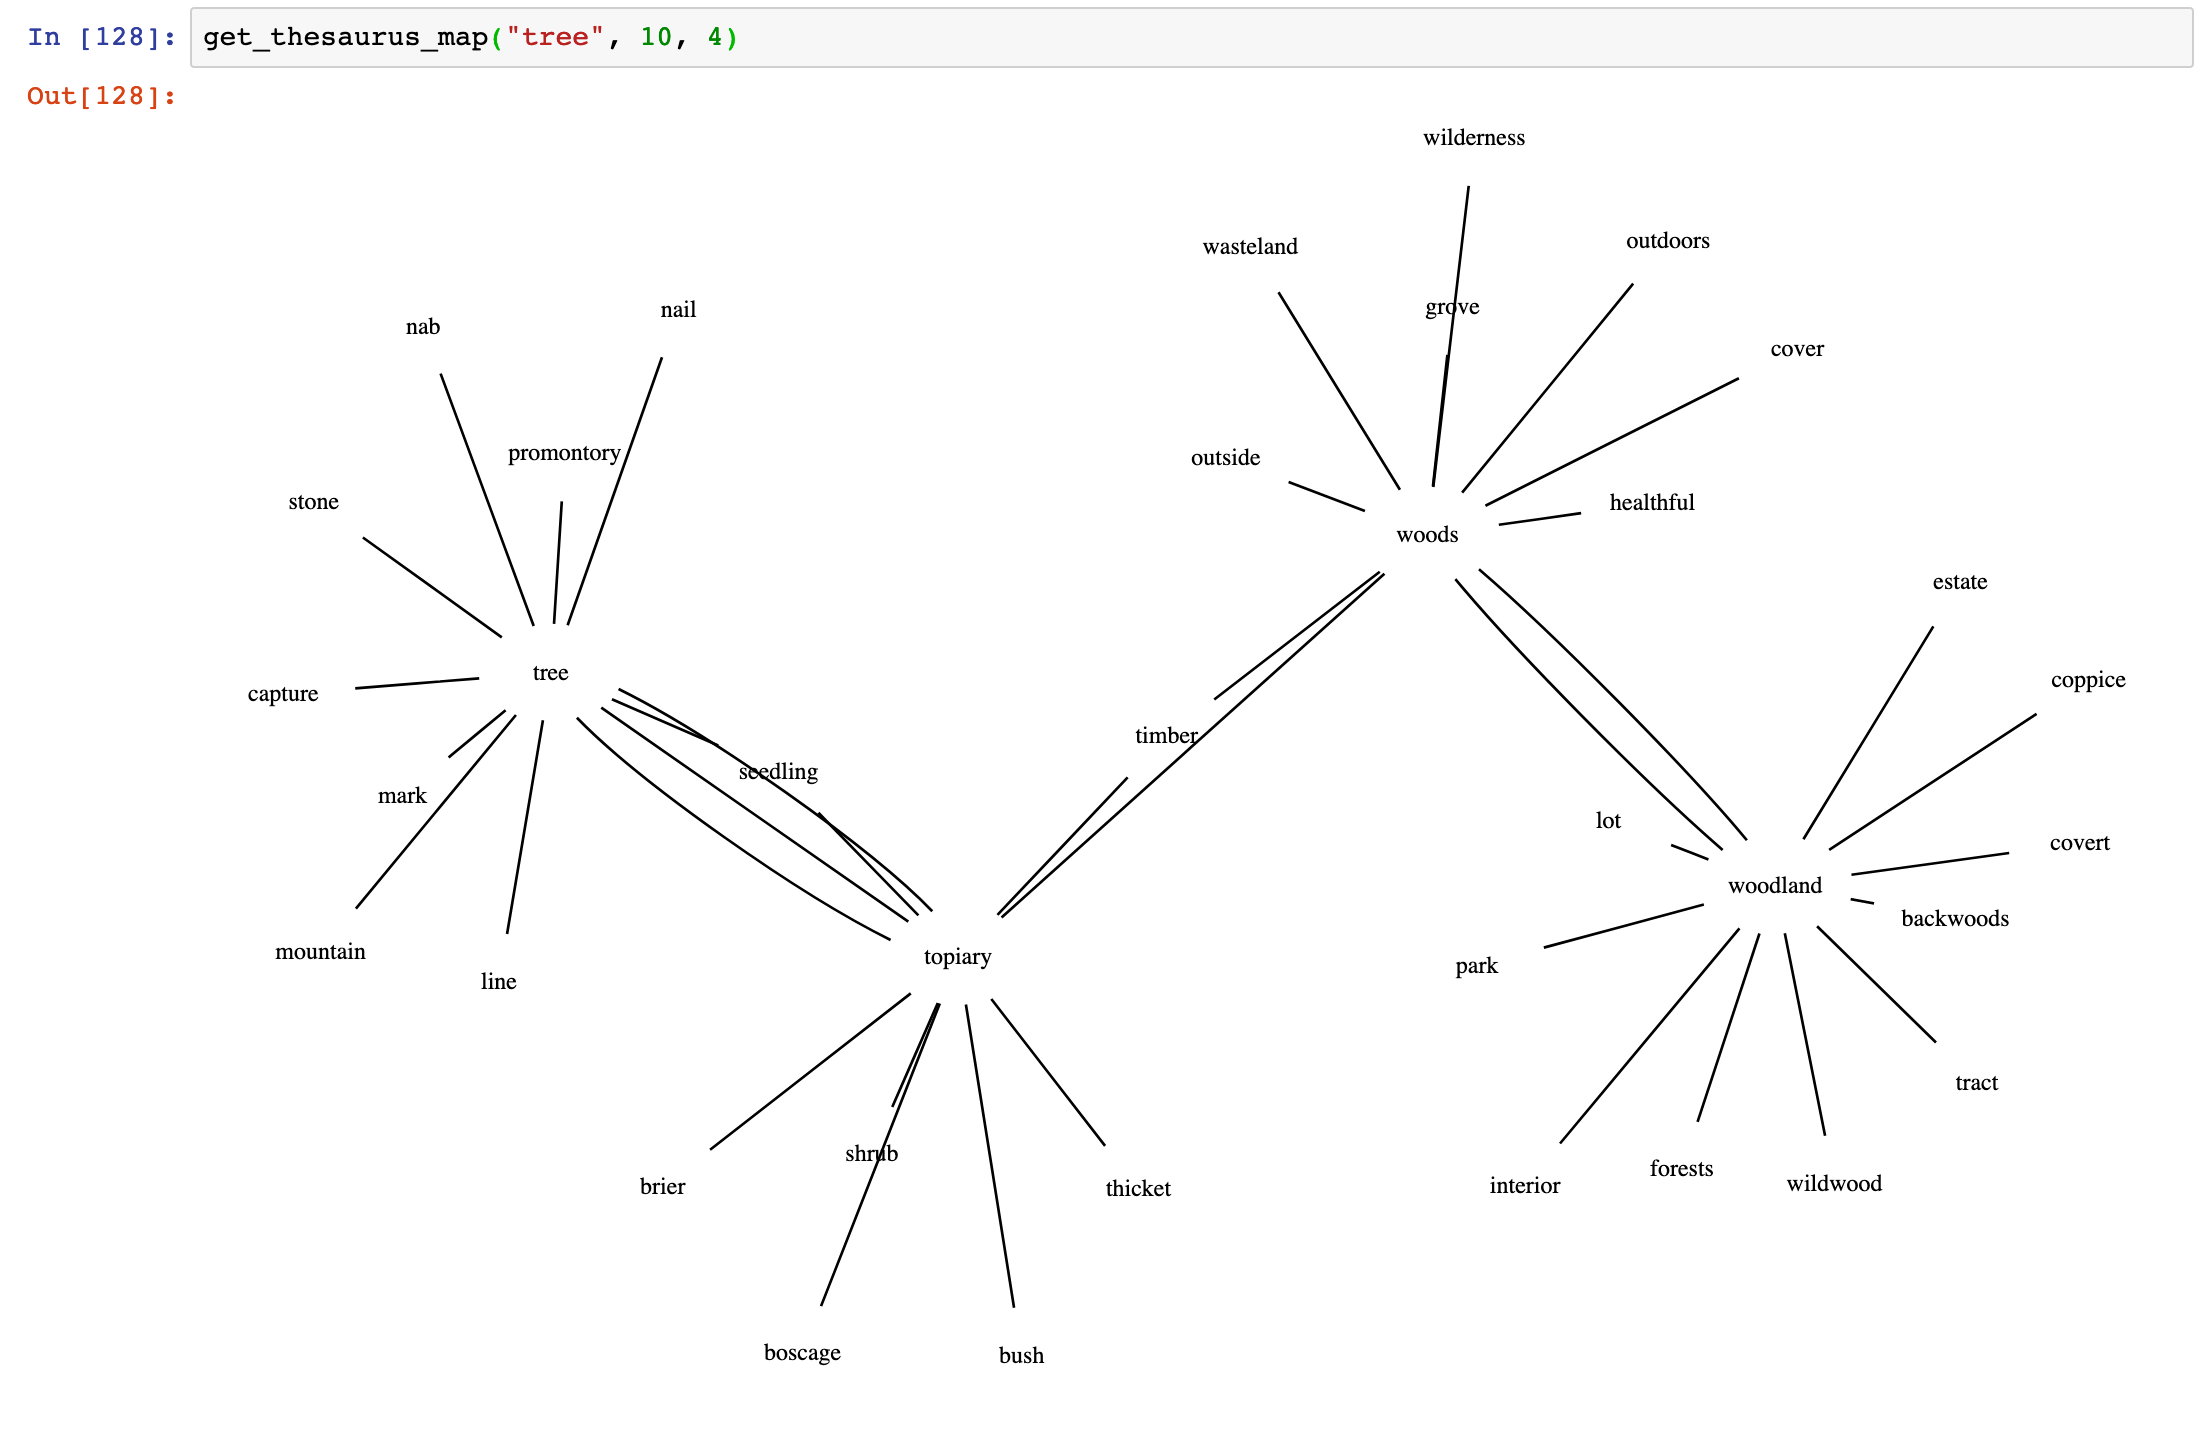 In [128]: get_thesaurus_map("tree", 10, 4)
Out[128]:
wilderness
outdoors
wasteland
grove
nail
nab
cover
promontory
outside
stone
healthful
woods
estate
tree
coppice
capture
timber
seedling
mark
lot
covert
woodland
backwoods
mountain
topiary
park
line
tract
shrub
forests
wildwood
interior
brier
thicket
boscage
bush